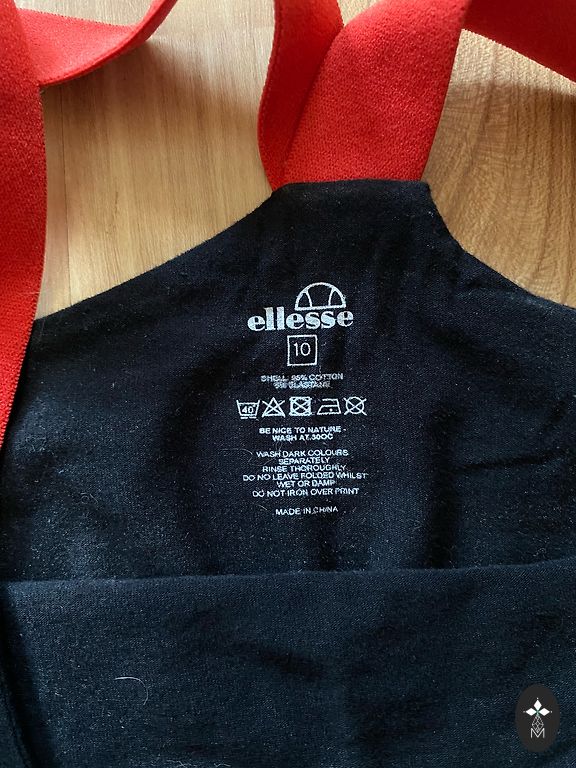 ellesse
10
SHELL: 95% COTTON
5% ELASTANE
40
BE NICE TO NATURE -
WASH AT 30OC
WASH DARK COLOURS
SEPARATELY
RINSE THOROUGHLY
DO NOT LEAVE FOLDED WHILST
WET OR DAMP
DO NOT IRON OVER PRINT
MADE IN CHINA
M